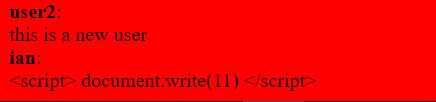 user2:
this is a new user
ian:
<script> document.write(11) </script>